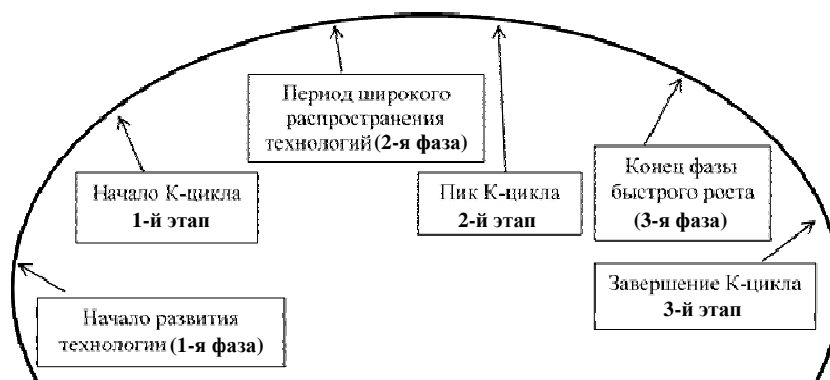 Период широкого
распространения
технологий (2-я фаза)
Начало К-цикла
1-й этап
Пик К-цикла
2-й этап
Конец фазы
быстрого роста
(3-я фаза)
Завершение К-цикла
3-й этап
Начало развития
технологии (1-я фаза)